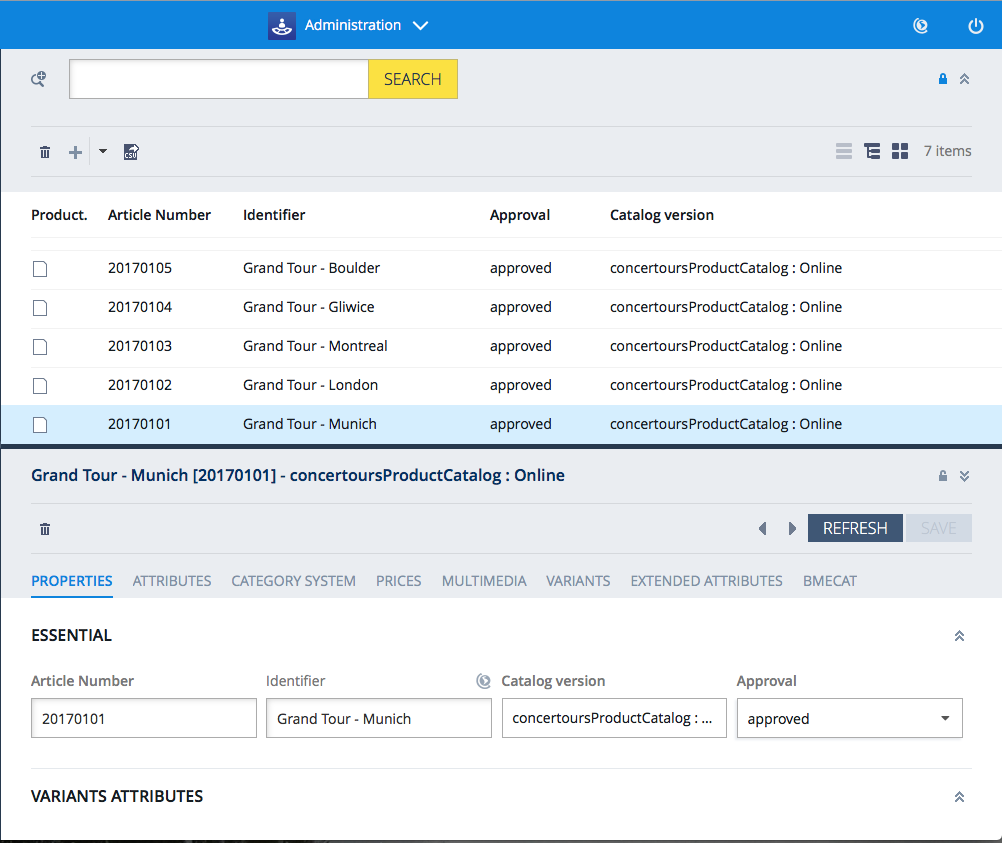 Administration
SEARCH
CSV
7 items
Product. Article Number Identifier Approval Catalog version
20170105 Grand Tour - Boulder approved concertoursProductCatalog : Online
20170104 Grand Tour - Gliwice approved concertoursProductCatalog : Online
20170103 Grand Tour - Montreal approved concertoursProductCatalog : Online
20170102 Grand Tour - London approved concertoursProductCatalog : Online
20170101 Grand Tour - Munich approved concertoursProductCatalog : Online
Grand Tour - Munich [20170101] - concertoursProductCatalog : Online
REFRESH SAVE
PROPERTIES ATTRIBUTES CATEGORY SYSTEM PRICES MULTIMEDIA VARIANTS EXTENDED ATTRIBUTES BMECAT
ESSENTIAL
Article Number Identifier Catalog version Approval
20170101 Grand Tour - Munich concertoursProductCatalog : ... approved
VARIANTS ATTRIBUTES